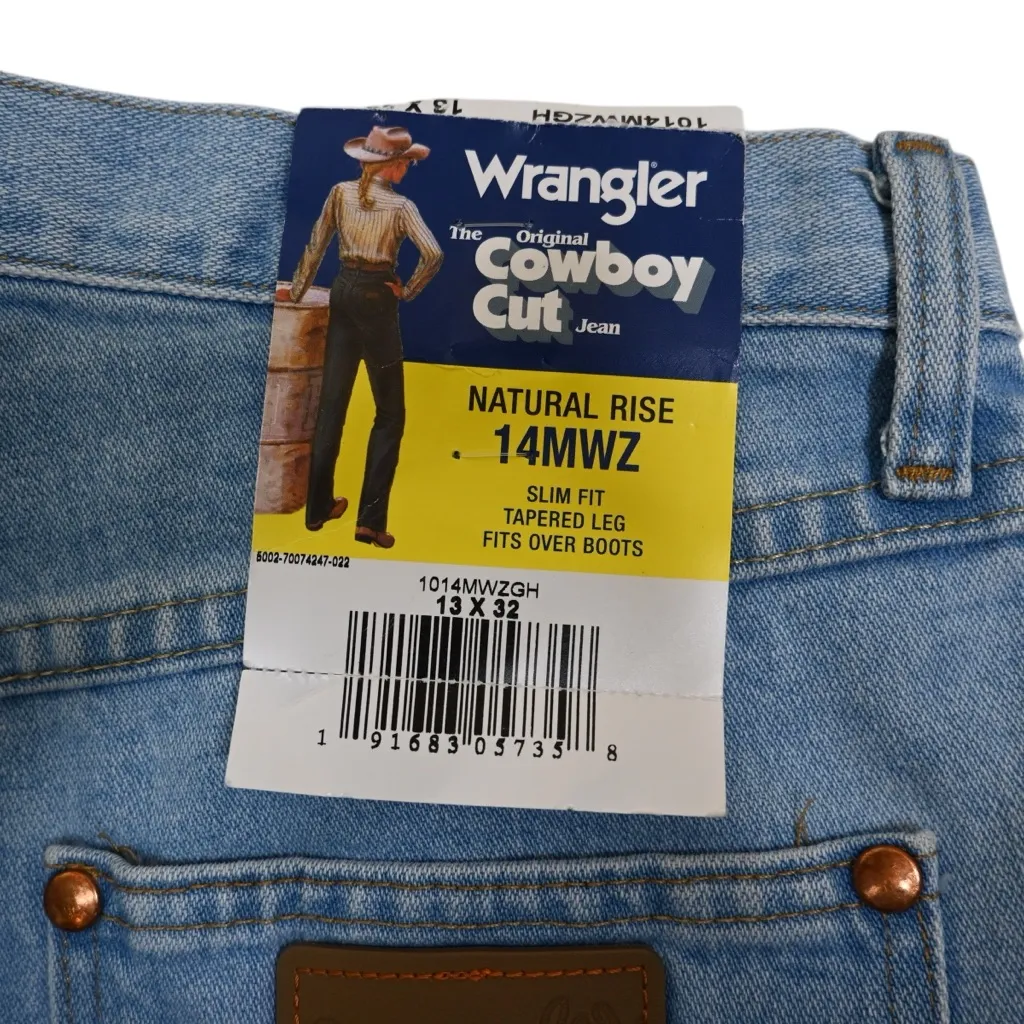 13 X
1014MWZGH
Wrangler®
The Original
Cowboy
Cut Jean
NATURAL RISE
14MWZ
SLIM FIT
TAPERED LEG
FITS OVER BOOTS
5002-70074247-022
1014MWZGH
13 X 32
1 91683 05735 8